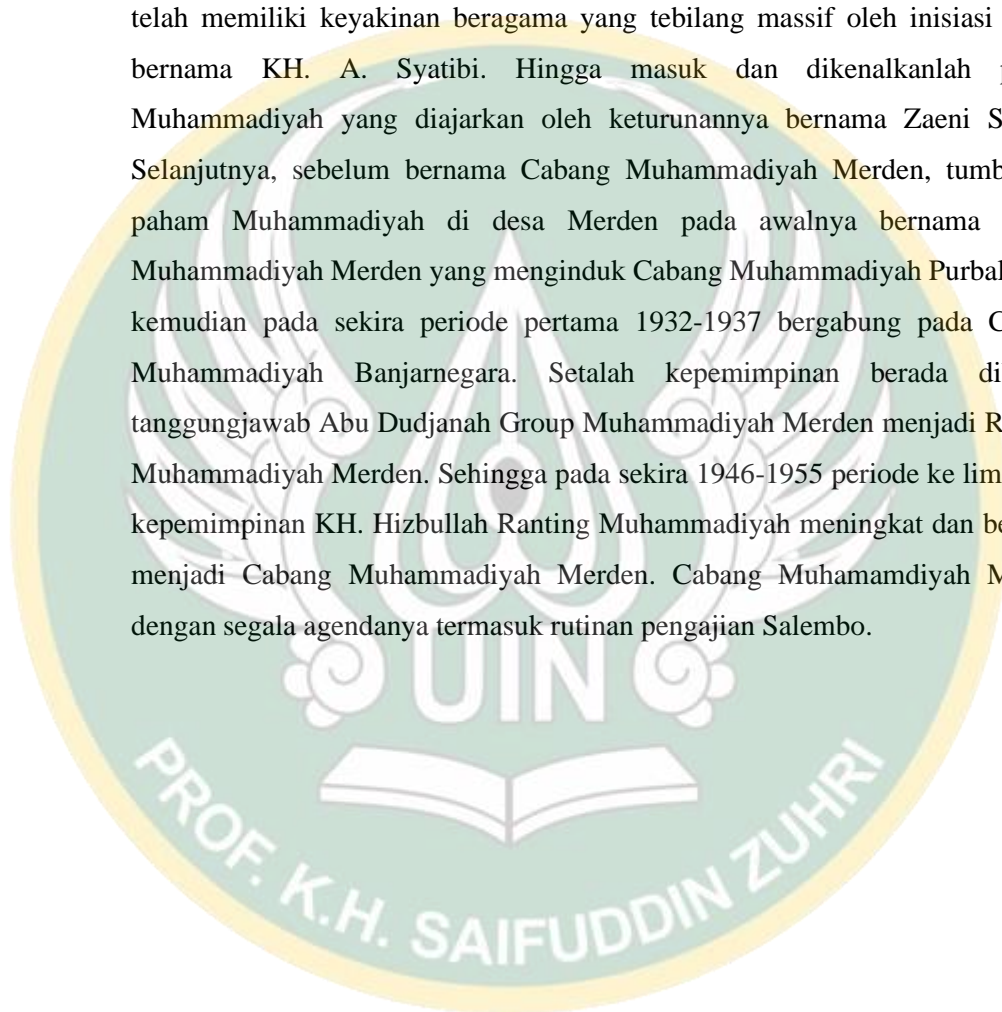 telah memiliki keyakinan beragama yang tebilang massif oleh inisiasi
bernama KH. A. Syatibi. Hingga masuk dan dikenalkanlah
Muhammadiyah yang diajarkan oleh keturunannya bernama Zaeni
Selanjutnya, sebelum bernama Cabang Muhammadiyah Merden,
paham Muhammadiyah di desa Merden pada awalnya bernama
Muhammadiyah Merden yang menginduk Cabang Muhammadiyah
kemudian pada sekira periode pertama 1932-1937 bergabung pada
Muhammadiyah Banjarnegara. Setalah kepemimpinan berada
tanggungjawab Abu Dudjanah Group Muhammadiyah Merden menjadi
Muhammadiyah Merden. Sehingga pada sekira 1946-1955 periode ke
kepemimpinan KH. Hizbullah Ranting Muhammadiyah meningkat dan
menjadi Cabang Muhammadiyah Merden. Cabang Muhamamdiyah
dengan segala agendanya termasuk rutinan pengajian Salembo.
UIN
PROF. K.H. SAIFUDDIN ZUHRI